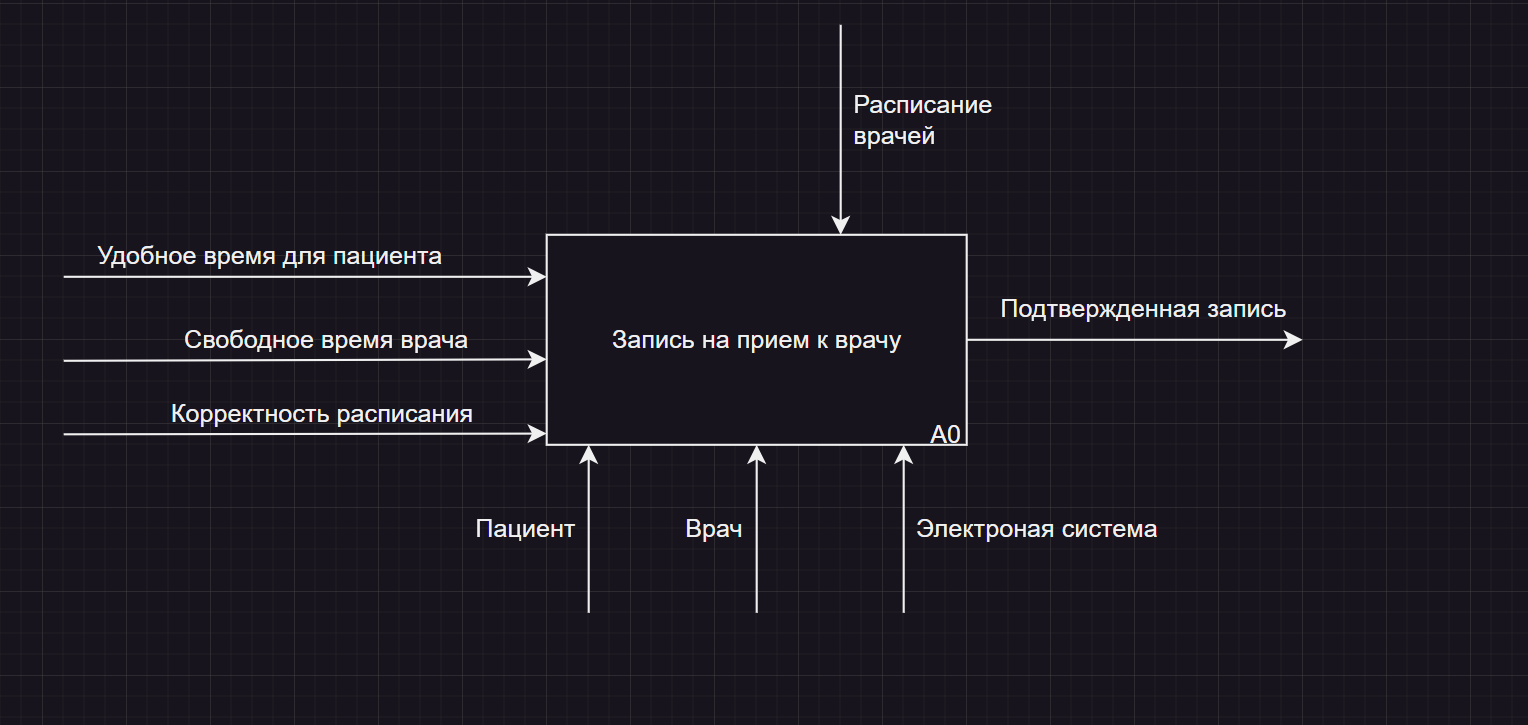 Расписание
врачей
Удобное время для пациента
Подтвержденная запись
Свободное время врача
Запись на прием к врачу
Корректность расписания
A0
Пациент
Врач
Электроная система